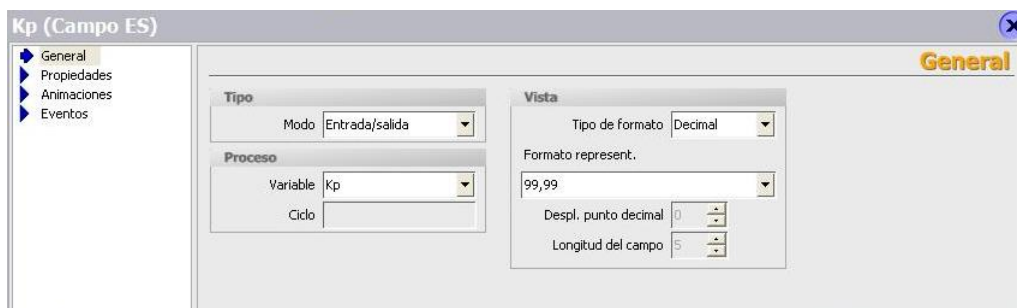 Kp (Campo ES)
General
Propiedades
Animaciones
Eventos
General
Tipo
Modo Entrada/salida
Proceso
Variable Kp
Ciclo
Vista
Tipo de formato Decimal
Formato represent.
99,99
Despl. punto decimal 0
Longitud del campo 5